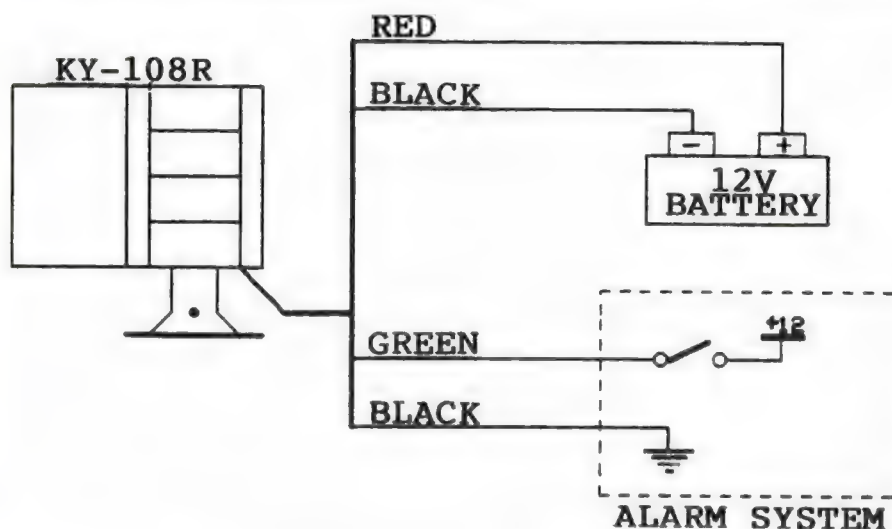 RED
KY-108R
BLACK
- +
12V
BATTERY
+12
GREEN
BLACK
ALARM SYSTEM